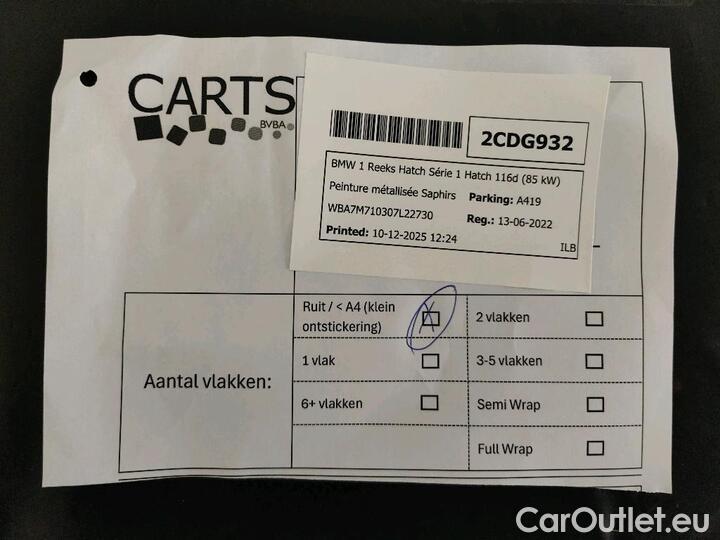 CARTS
BVBA
2CDG932
BMW 1 Reeks Hatch Série 1 Hatch 116d (85 kW)
Peinture métallisée Saphirs Parking: A419
WBA7M710307L22730 Reg.: 13-06-2022
Printed: 10-12-2025 12:24 ILB
Aantal vlakken:
Ruit / < A4 (klein
ontstickering) X
2 vlakken
1 vlak
3-5 vlakken
6+ vlakken
Semi Wrap
Full Wrap
CarOutlet.eu